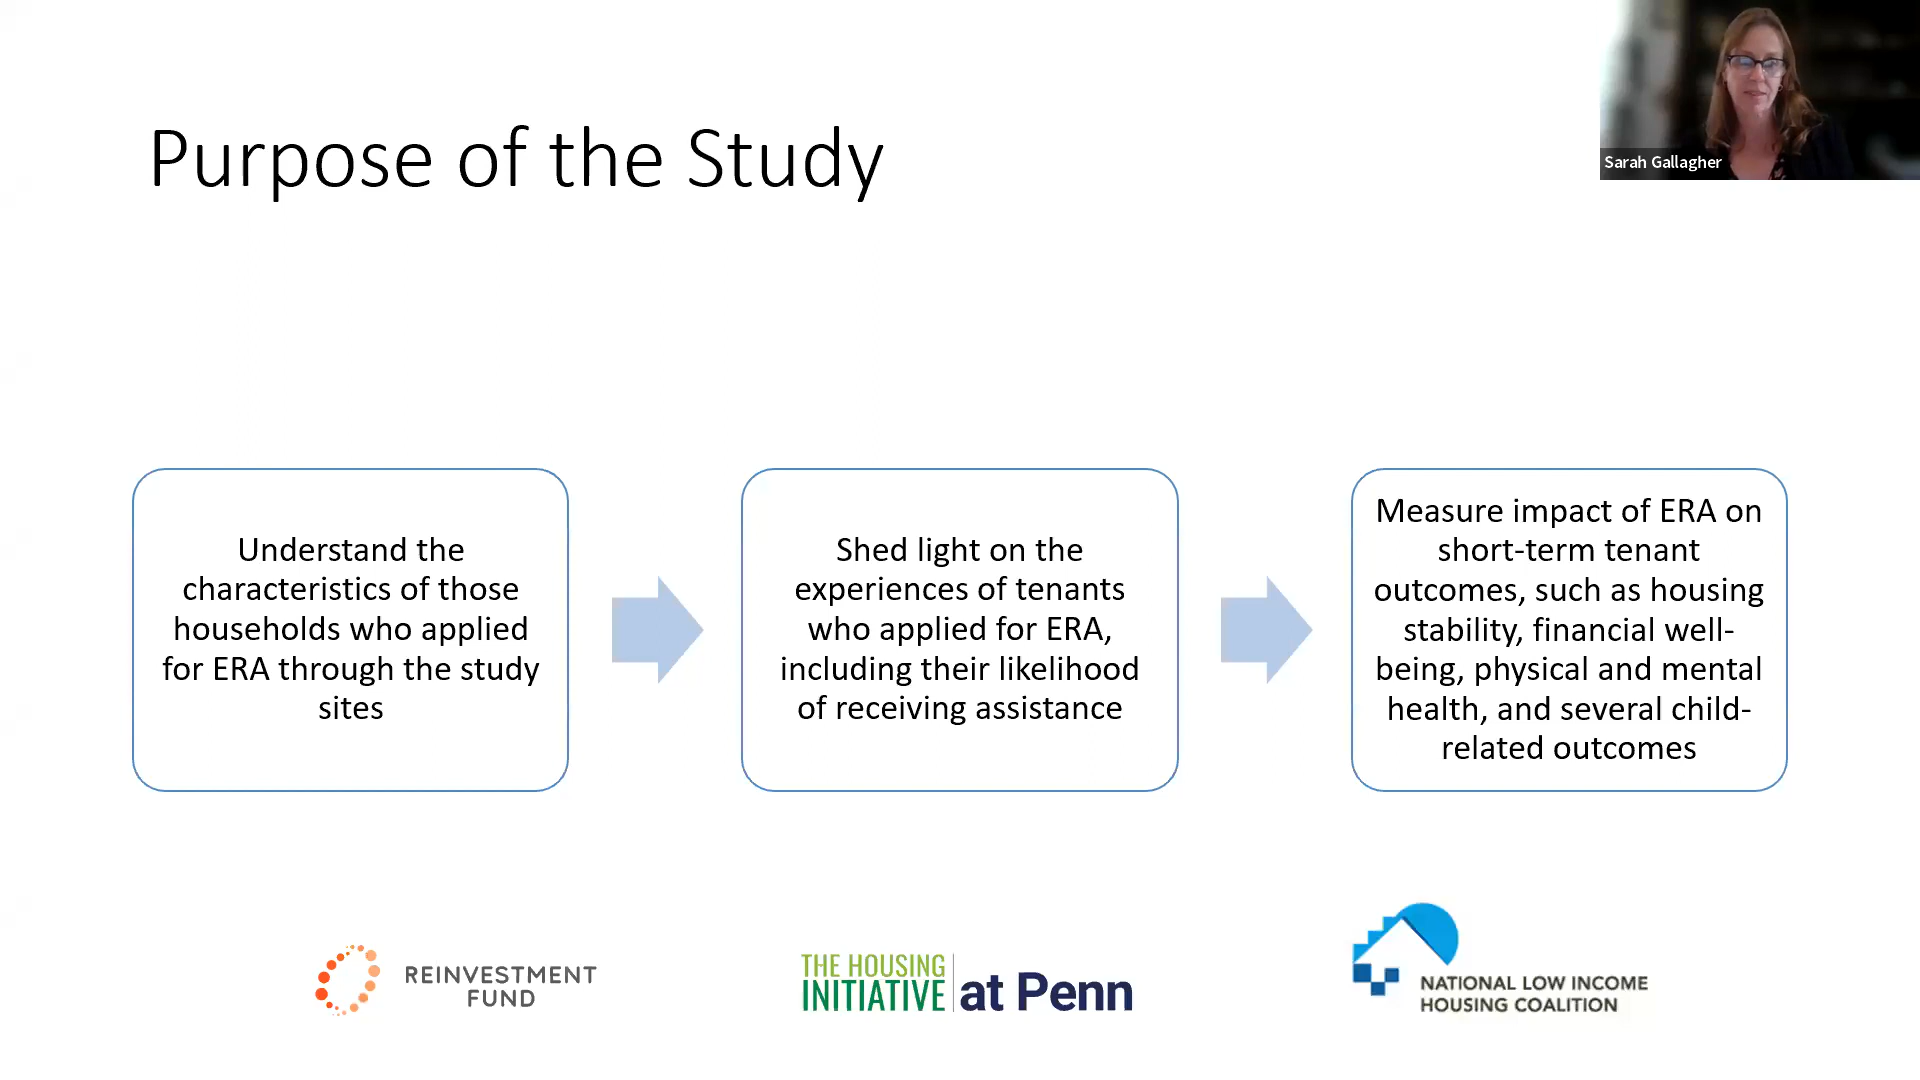 Purpose of the Study
Sarah Gallagher
Understand the
characteristics of those
households who applied
for ERA through the study
sites
Shed light on the
experiences of tenants
who applied for ERA,
including their likelihood
of receiving assistance
Measure impact of ERA on
short-term tenant
outcomes, such as housing
stability, financial well-
being, physical and mental
health, and several child-
related outcomes
REINVESTMENT
FUND
THE HOUSING
INITIATIVE at Penn
NATIONAL LOW INCOME
HOUSING COALITION